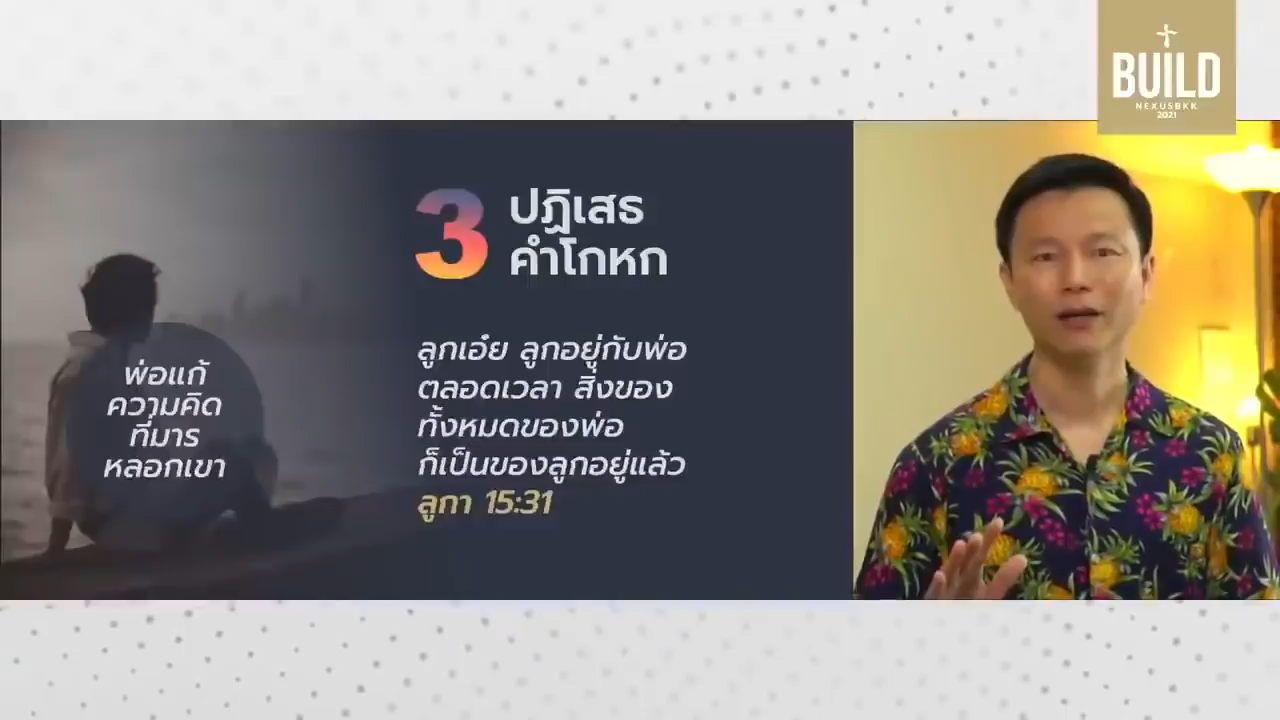 BUILD
NEXUSBKK
2021
3
ปฏิเสธ
คำโกหก
พ่อแก้
ความคิด
ที่มาร
หลอกเขา
ลูกเอ๋ย ลูกอยู่กับพ่อ
ตลอดเวลา สิ่งของ
ทั้งหมดของพ่อ
ก็เป็นของลูกอยู่แล้ว
ลูกา 15:31